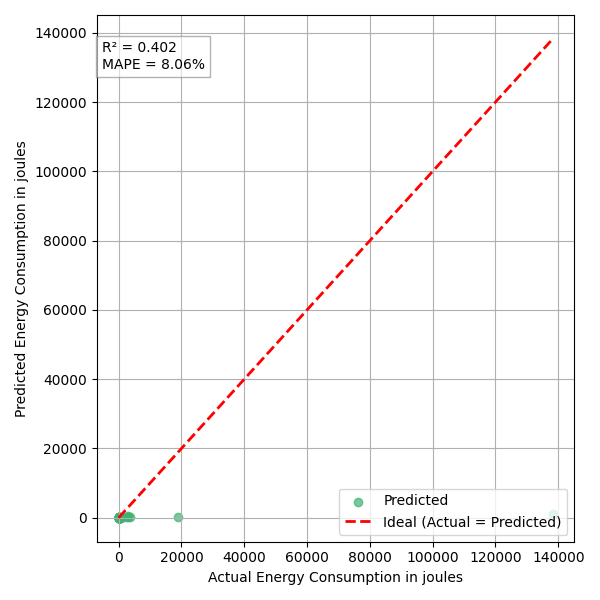 R² = 0.402
MAPE = 8.06%
140000
120000
100000
80000
60000
40000
20000
0
Predicted Energy Consumption in joules
Predicted
Ideal (Actual = Predicted)
0 20000 40000 60000 80000 100000 120000 140000
Actual Energy Consumption in joules